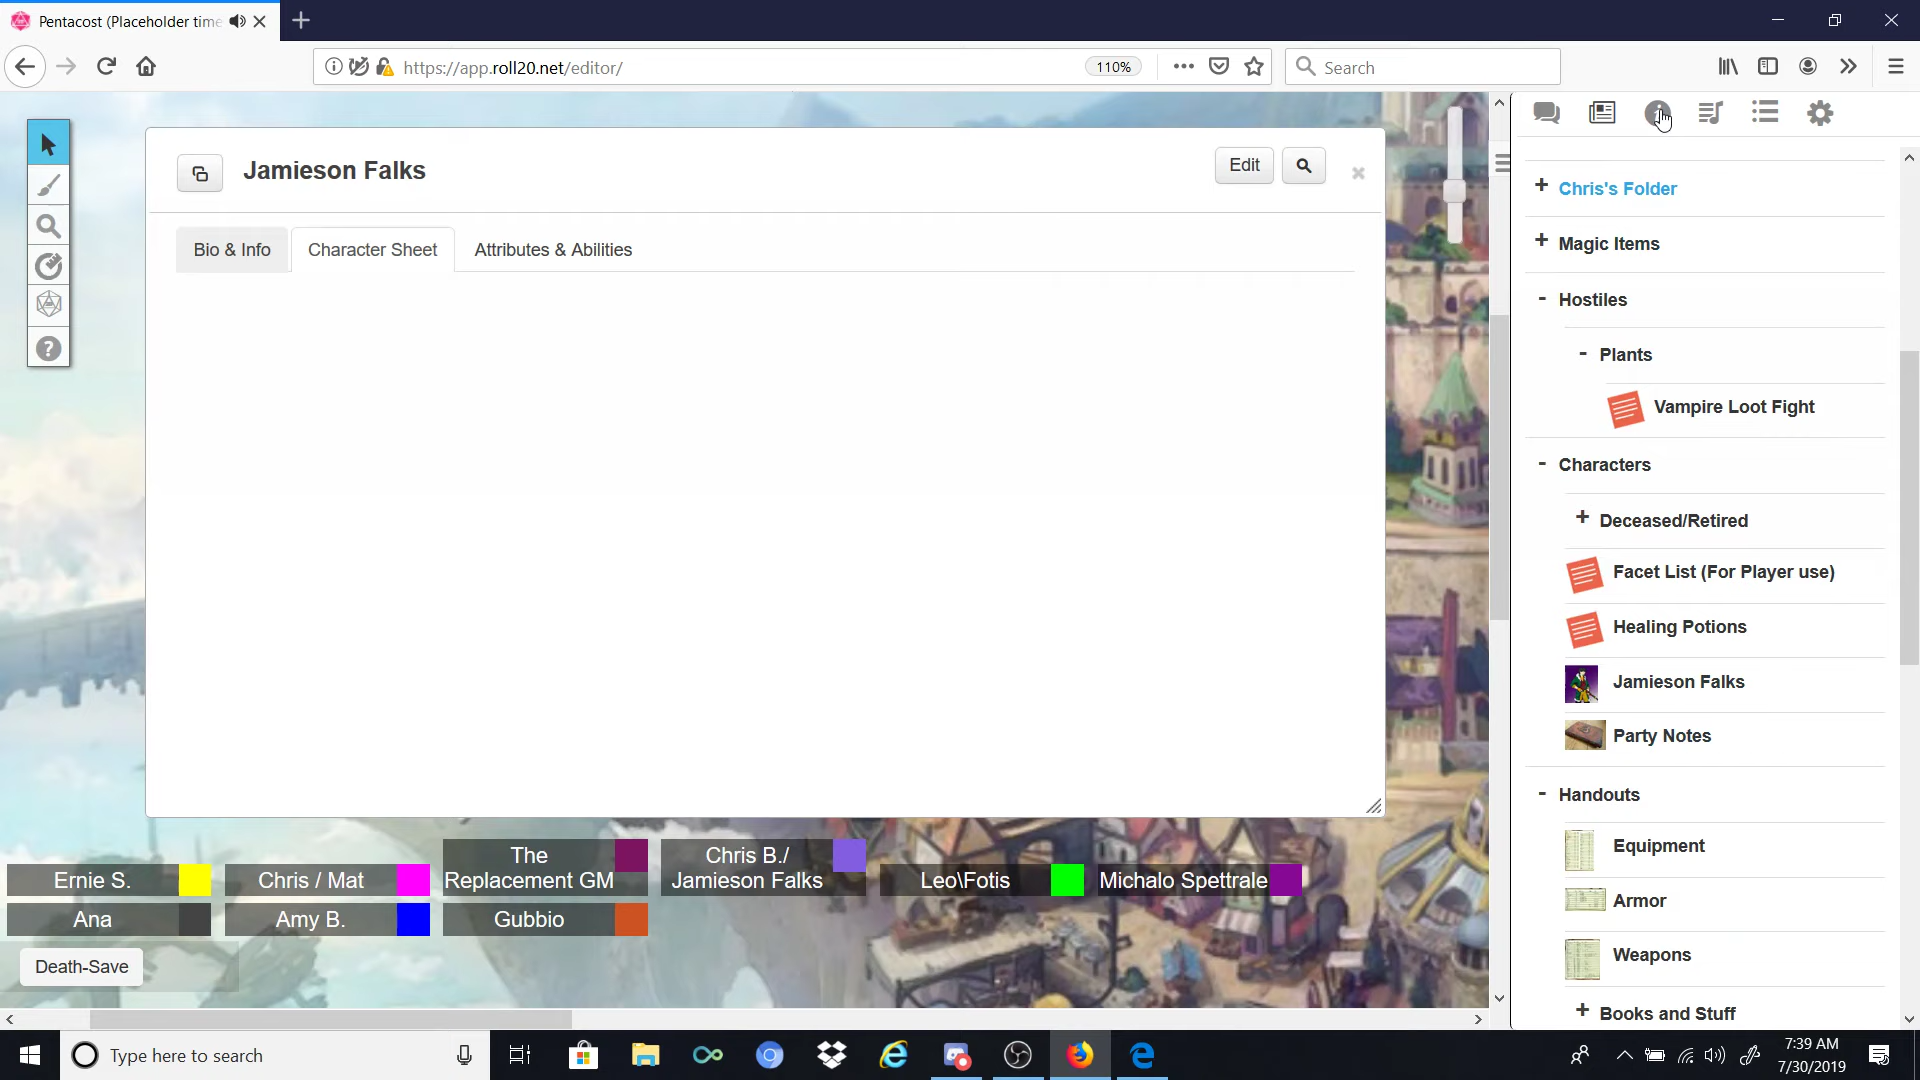 Pentacost (Placeholder time
https://app.roll20.net/editor/
110%
Search
Jamieson Falks
Edit
Bio & Info
Character Sheet
Attributes & Abilities
Chris's Folder
Magic Items
Hostiles
Plants
Vampire Loot Fight
Characters
Deceased/Retired
Facet List (For Player use)
Healing Potions
Jamieson Falks
Party Notes
Handouts
Equipment
Armor
Weapons
Books and Stuff
Ernie S.
Chris / Mat
The
Replacement GM
Chris B./
Jamieson Falks
Leo\Fotis
Michalo Spettrale
Ana
Amy B.
Gubbio
Death-Save
Type here to search
7:39 AM
7/30/2019